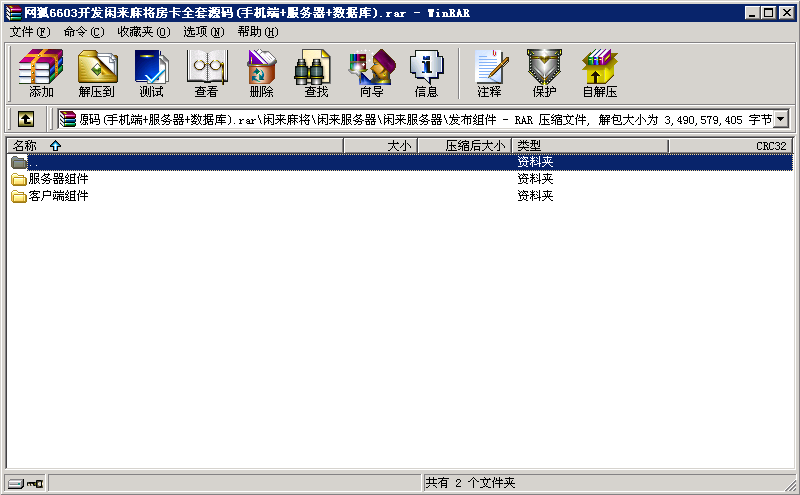 网狐6603开发闲来麻将房卡全套源码(手机端+服务器+数据库).rar - WinRAR
文件(F) 命令(C) 收藏夹(O) 选项(N) 帮助(H)
添加 解压到 测试 查看 删除 查找 向导 信息 注释 保护 自解压
源码(手机端+服务器+数据库).rar\闲来麻将\闲来服务器\闲来服务器\发布组件 - RAR 压缩文件, 解包大小为 3,490,579,405 字节
名称 大小 压缩后大小 类型 CRC32
.. 资料夹
服务器组件 资料夹
客户端组件 资料夹
共有 2 个文件夹